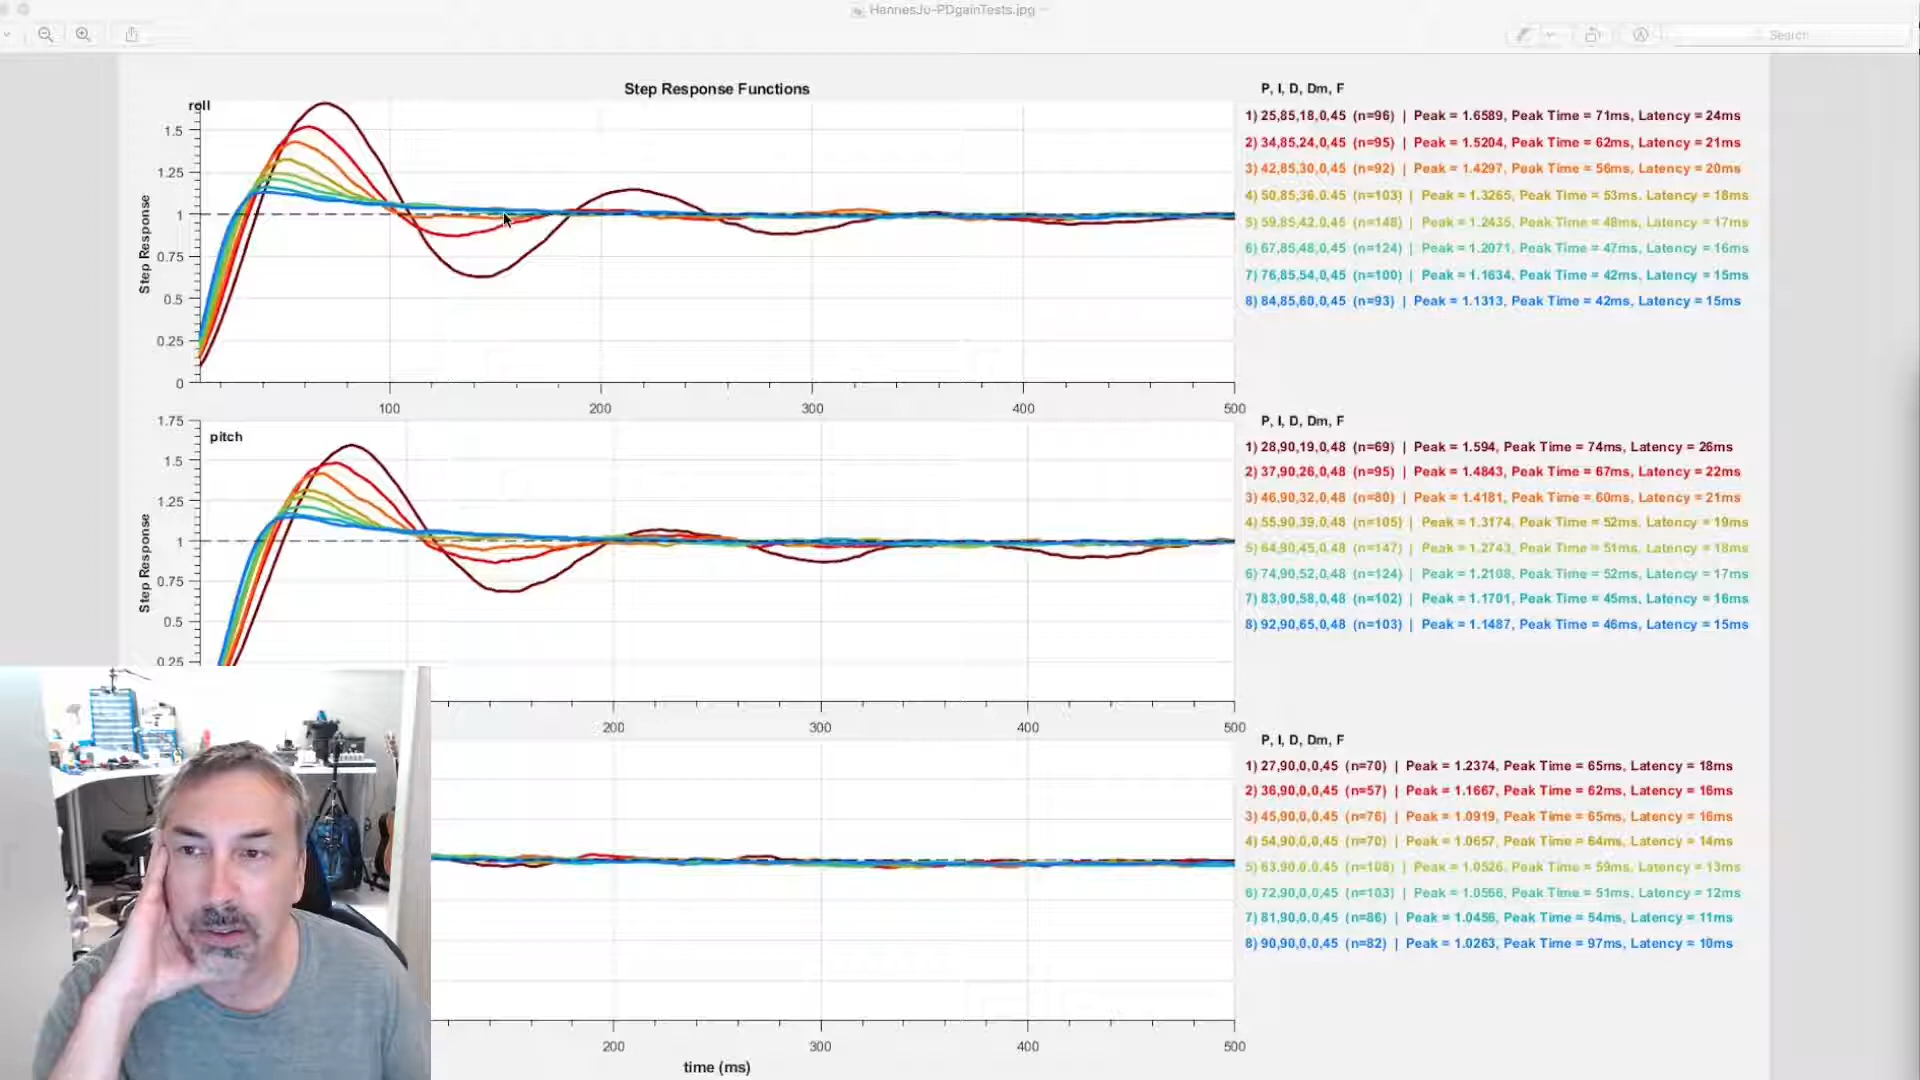 HannesJo-PDgainTests.jpg
Search
Step Response Functions
roll
Step Response
1.5
1.25
1
0.75
0.5
0.25
0
100
200
300
400
500
P, I, D, Dm, F
1) 25,85,18,0,45 (n=96) | Peak = 1.6589, Peak Time = 71ms, Latency = 24ms
2) 34,85,24,0,45 (n=95) | Peak = 1.5204, Peak Time = 62ms, Latency = 21ms
3) 42,85,30,0,45 (n=92) | Peak = 1.4297, Peak Time = 56ms, Latency = 20ms
4) 50,85,36,0,45 (n=103) | Peak = 1.3265, Peak Time = 53ms, Latency = 18ms
5) 59,85,42,0,45 (n=148) | Peak = 1.2435, Peak Time = 48ms, Latency = 17ms
6) 67,85,48,0,45 (n=124) | Peak = 1.2071, Peak Time = 47ms, Latency = 16ms
7) 76,85,54,0,45 (n=100) | Peak = 1.1634, Peak Time = 42ms, Latency = 15ms
8) 84,85,60,0,45 (n=93) | Peak = 1.1313, Peak Time = 42ms, Latency = 15ms
pitch
Step Response
1.75
1.5
1.25
1
0.75
0.5
0.25
200
300
400
500
P, I, D, Dm, F
1) 28,90,19,0,48 (n=69) | Peak = 1.594, Peak Time = 74ms, Latency = 26ms
2) 37,90,26,0,48 (n=95) | Peak = 1.4843, Peak Time = 67ms, Latency = 22ms
3) 46,90,32,0,48 (n=80) | Peak = 1.4181, Peak Time = 60ms, Latency = 21ms
4) 55,90,39,0,48 (n=105) | Peak = 1.3174, Peak Time = 52ms, Latency = 19ms
5) 64,90,45,0,48 (n=147) | Peak = 1.2743, Peak Time = 51ms, Latency = 18ms
6) 74,90,52,0,48 (n=124) | Peak = 1.2108, Peak Time = 52ms, Latency = 17ms
7) 83,90,58,0,48 (n=102) | Peak = 1.1701, Peak Time = 45ms, Latency = 16ms
8) 92,90,65,0,48 (n=103) | Peak = 1.1487, Peak Time = 46ms, Latency = 15ms
P, I, D, Dm, F
1) 27,90,0,0,45 (n=70) | Peak = 1.2374, Peak Time = 65ms, Latency = 18ms
2) 36,90,0,0,45 (n=57) | Peak = 1.1667, Peak Time = 62ms, Latency = 16ms
3) 45,90,0,0,45 (n=76) | Peak = 1.0919, Peak Time = 65ms, Latency = 16ms
4) 54,90,0,0,45 (n=70) | Peak = 1.0657, Peak Time = 64ms, Latency = 14ms
5) 63,90,0,0,45 (n=108) | Peak = 1.0526, Peak Time = 59ms, Latency = 13ms
6) 72,90,0,0,45 (n=103) | Peak = 1.0566, Peak Time = 51ms, Latency = 12ms
7) 81,90,0,0,45 (n=86) | Peak = 1.0456, Peak Time = 54ms, Latency = 11ms
8) 90,90,0,0,45 (n=82) | Peak = 1.0263, Peak Time = 97ms, Latency = 10ms
200
300
400
500
time (ms)